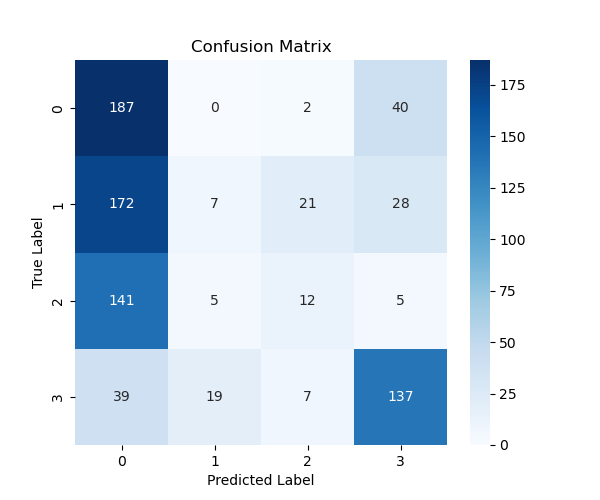 Confusion Matrix
0 187 0 2 40
1 172 7 21 28
2 141 5 12 5
3 39 19 7 137
0 1 2 3
True Label
Predicted Label
175
150
125
100
75
50
25
0